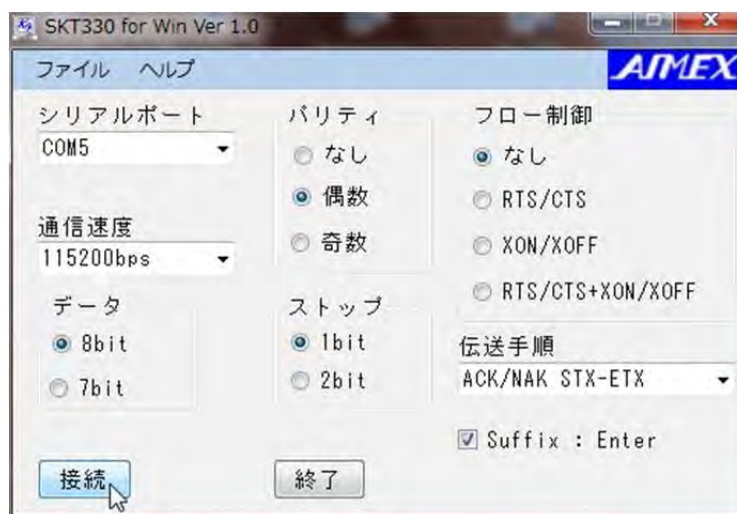 SKT330 for Win Ver 1.0
ファイル ヘルプ
AIMEX
シリアルポート
COM5
通信速度
115200bps
データ
8bit
7bit
パリティ
なし
偶数
奇数
ストップ
1bit
2bit
フロー制御
なし
RTS/CTS
XON/XOFF
RTS/CTS+XON/XOFF
伝送手順
ACK/NAK STX-ETX
Suffix : Enter
接続
終了